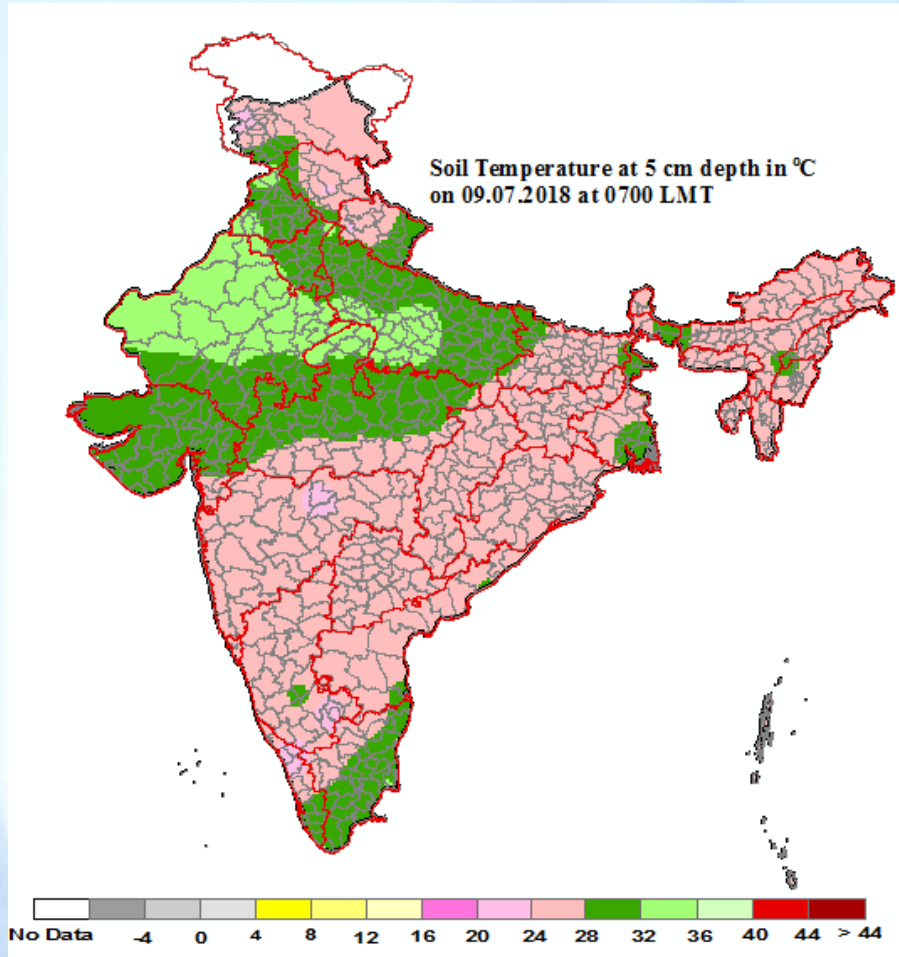 Soil Temperature at 5 cm depth in ⁰C
on 09.07.2018 at 0700 LMT
No Data -4 0 4 8 12 16 20 24 28 32 36 40 44 > 44